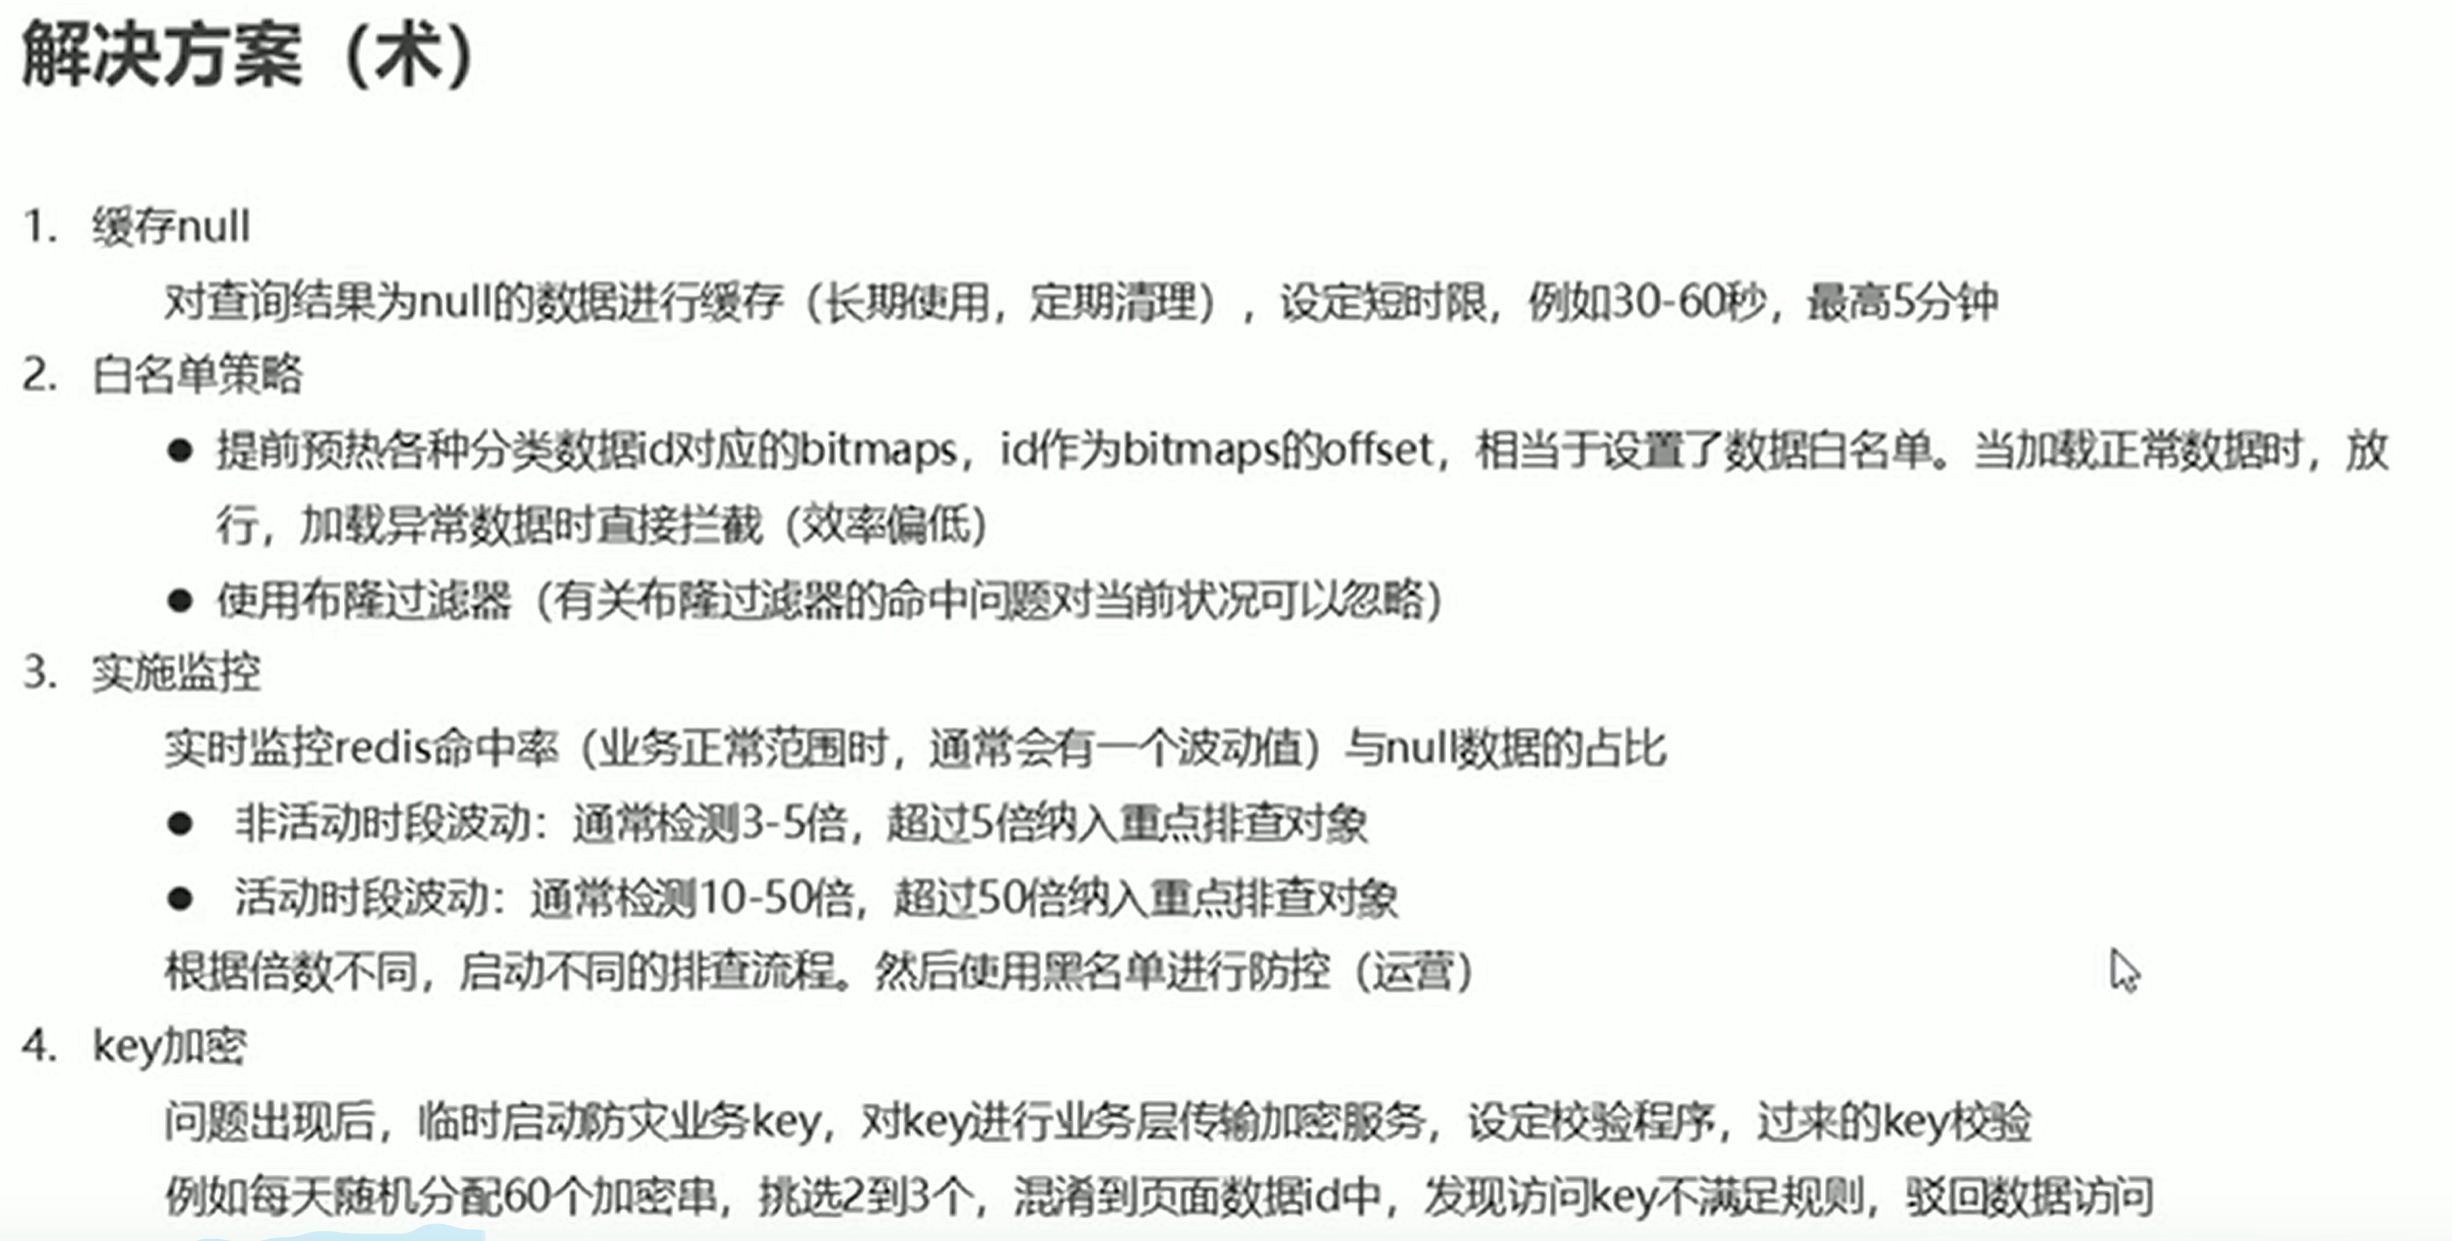 解决方案（术）
1. 缓存null
对查询结果为null的数据进行缓存（长期使用，定期清理），设定短时限，例如30-60秒，最高5分钟
2. 白名单策略
● 提前预热各种分类数据id对应的bitmaps，id作为bitmaps的offset，相当于设置了数据白名单。当加载正常数据时，放
行，加载异常数据时直接拦截（效率偏低）
● 使用布隆过滤器（有关布隆过滤器的命中问题对当前状况可以忽略）
3. 实施监控
实时监控redis命中率（业务正常范围时，通常会有一个波动值）与null数据的占比
● 非活动时段波动：通常检测3-5倍，超过5倍纳入重点排查对象
● 活动时段波动：通常检测10-50倍，超过50倍纳入重点排查对象
根据倍数不同，启动不同的排查流程。然后使用黑名单进行防控（运营）
4. key加密
问题出现后，临时启动防灾业务key，对key进行业务层传输加密服务，设定校验程序，过来的key校验
例如每天随机分配60个加密串，挑选2到3个，混淆到页面数据id中，发现访问key不满足规则，驳回数据访问